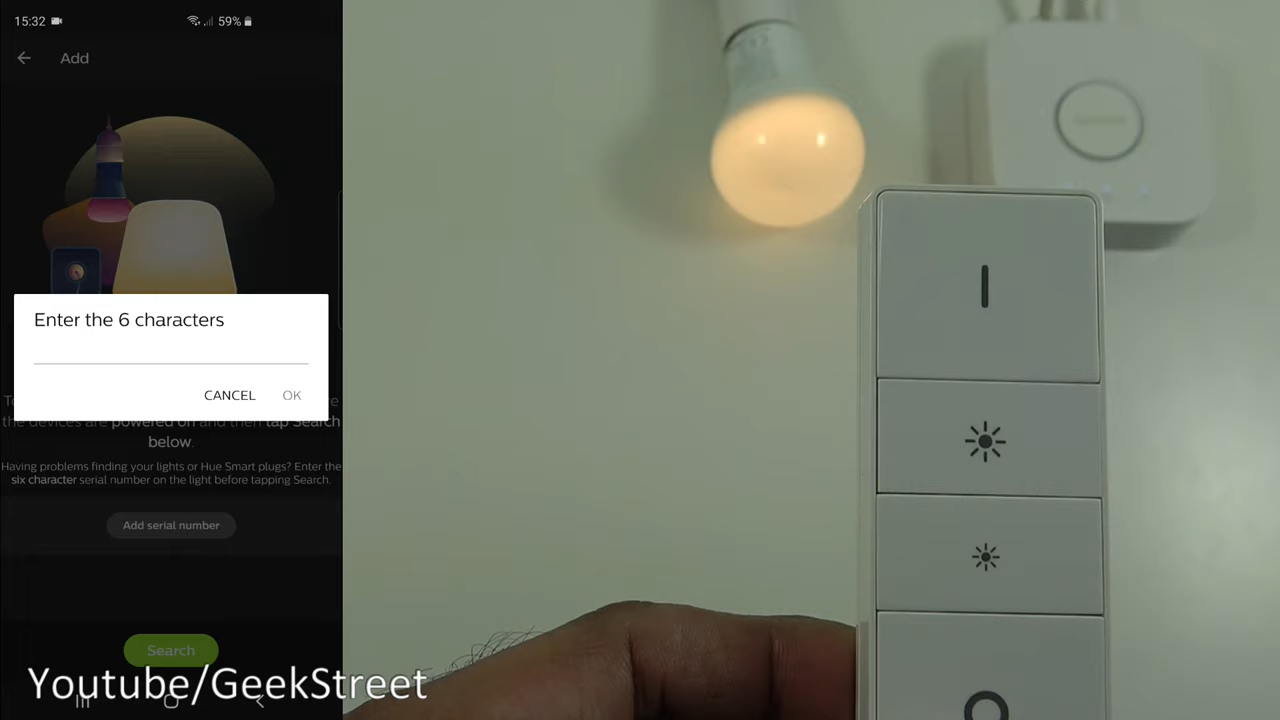 15:32
59%
Add
Enter the 6 characters
CANCEL OK
the devices are powered on and then tap Search
below.
Having problems finding your lights or Hue Smart plugs? Enter the
six character serial number on the light before tapping Search.
Add serial number
Search
Youtube/GeekStreet